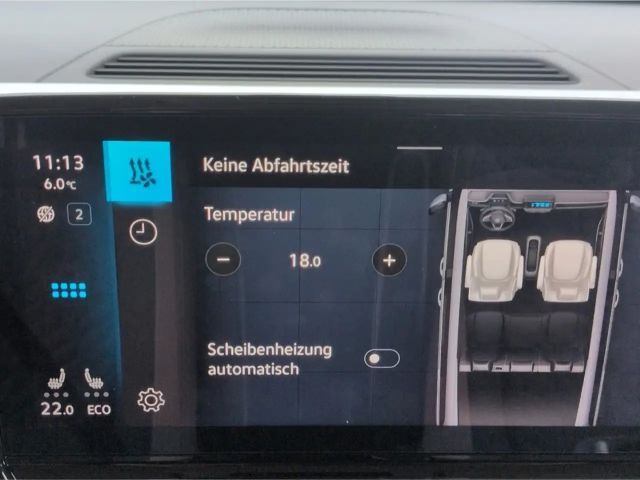 11:13
6.0°C
2
Keine Abfahrtszeit
Temperatur
− 18.0 +
Scheibenheizung
automatisch
22.0 ECO